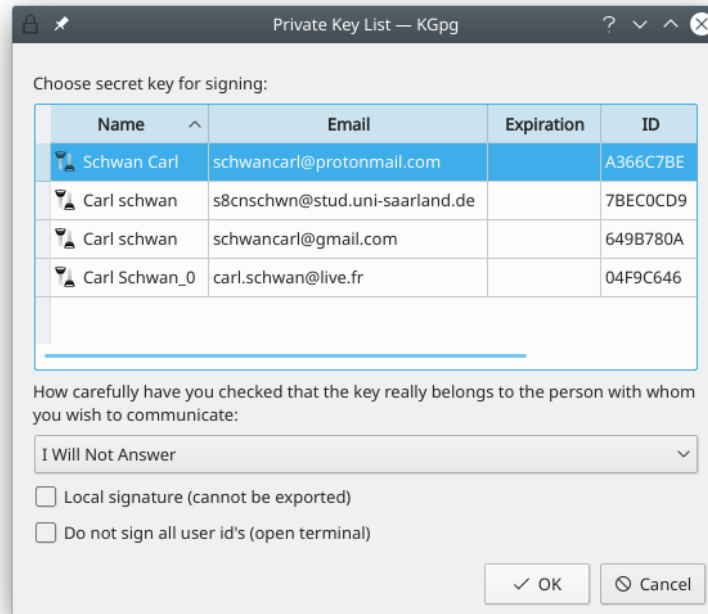 Private Key List — KGpg
Choose secret key for signing:
Name Email Expiration ID
Schwan Carl schwancarl@protonmail.com A366C7BE
Carl schwan s8cnschwn@stud.uni-saarland.de 7BEC0CD9
Carl schwan schwancarl@gmail.com 649B780A
Carl Schwan_0 carl.schwan@live.fr 04F9C646
How carefully have you checked that the key really belongs to the person with whom
you wish to communicate:
I Will Not Answer
Local signature (cannot be exported)
Do not sign all user id's (open terminal)
OK Cancel